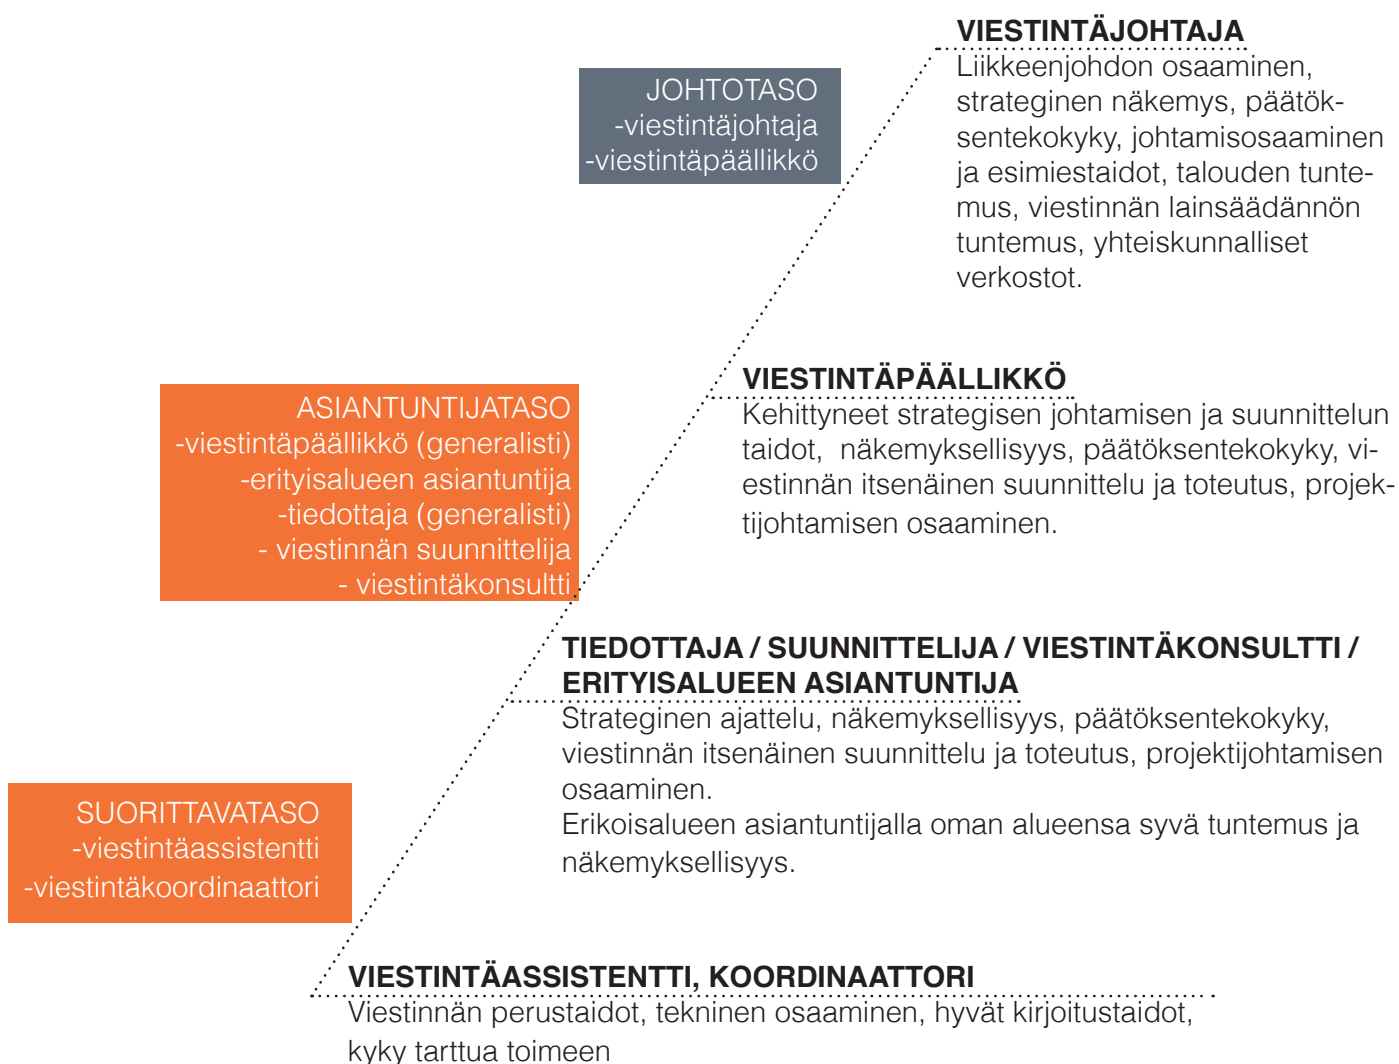 VIESTINTÄJOHTAJA
Liikkeenjohdon osaaminen,
strateginen näkemys, päätök-
sentekokyky, johtamisosaaminen
ja esimiestaidot, talouden tunte-
mus, viestinnän lainsäädännön
tuntemus, yhteiskunnalliset
verkostot.
JOHTOTASO
-viestintäjohtaja
-viestintäpäällikkö
VIESTINTÄPÄÄLLIKKÖ
Kehittyneet strategisen johtamisen ja suunnittelun
taidot,  näkemyksellisyys, päätöksentekokyky, vi-
estinnän itsenäinen suunnittelu ja toteutus, projek-
tijohtamisen osaaminen.
ASIANTUNTIJATASO
-viestintäpäällikkö (generalisti)
-erityisalueen asiantuntija
-tiedottaja (generalisti)
- viestinnän suunnittelija
- viestintäkonsultti
TIEDOTTAJA / SUUNNITTELIJA / VIESTINTÄKONSULTTI /
ERITYISALUEEN ASIANTUNTIJA
Strateginen ajattelu, näkemyksellisyys, päätöksentekokyky,
viestinnän itsenäinen suunnittelu ja toteutus, projektijohtamisen
osaaminen.
Erikoisalueen asiantuntijalla oman alueensa syvä tuntemus ja
näkemyksellisyys.
SUORITTAVATASO
-viestintäassistentti
-viestintäkoordinaattori
VIESTINTÄASSISTENTTI, KOORDINAATTORI
Viestinnän perustaidot, tekninen osaaminen, hyvät kirjoitustaidot,
kyky tarttua toimeen